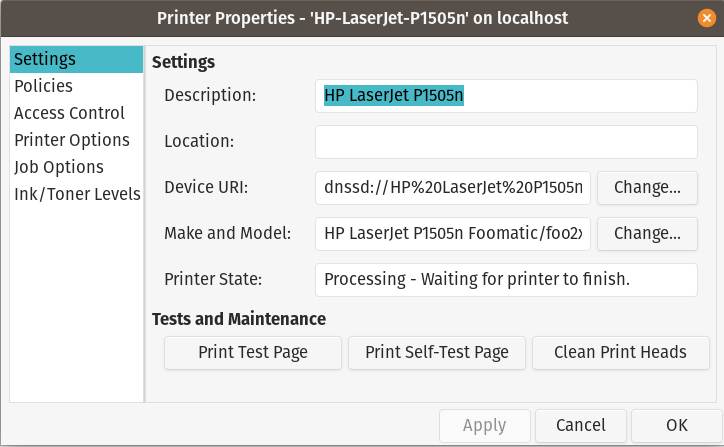 Printer Properties - 'HP-LaserJet-P1505n' on localhost
Settings
Policies
Access Control
Printer Options
Job Options
Ink/Toner Levels
Settings
Description: HP LaserJet P1505n
Location:
Device URI: dnssd://HP%20LaserJet%20P1505n Change...
Make and Model: HP LaserJet P1505n Foomatic/foo2x Change...
Printer State: Processing - Waiting for printer to finish.
Tests and Maintenance
Print Test Page Print Self-Test Page Clean Print Heads
Apply Cancel OK